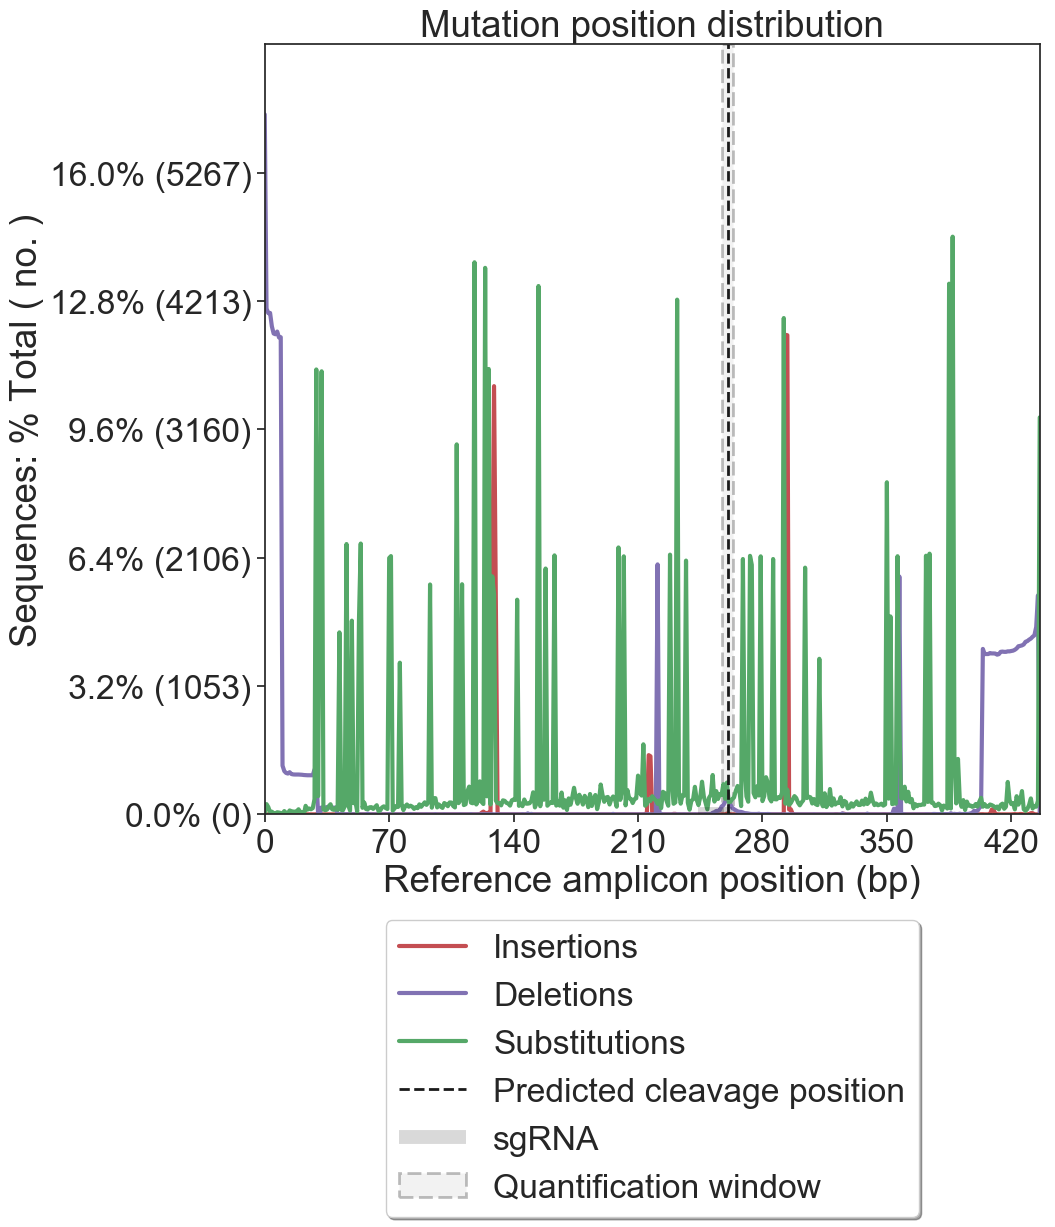 Mutation position distribution
Sequences: % Total ( no. )
16.0% (5267)
12.8% (4213)
9.6% (3160)
6.4% (2106)
3.2% (1053)
0.0% (0)
0 70 140 210 280 350 420
Reference amplicon position (bp)
Insertions
Deletions
Substitutions
Predicted cleavage position
sgRNA
Quantification window